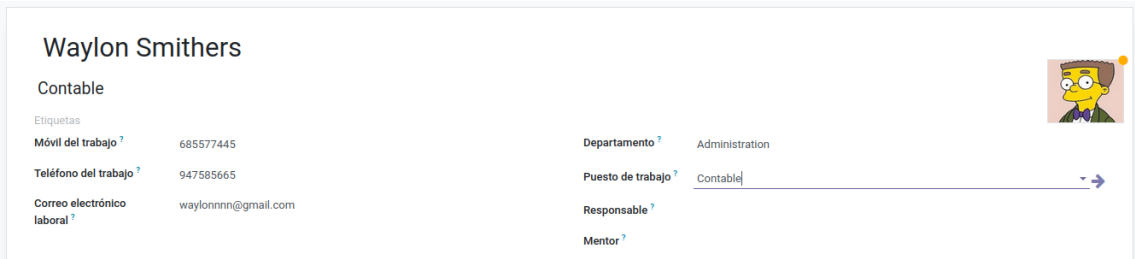 Waylon Smithers
Contable
Etiquetas
Móvil del trabajo ? 685577445
Teléfono del trabajo ? 947585665
Correo electrónico laboral ? waylonnnn@gmail.com
Departamento ? Administration
Puesto de trabajo ? Contable
Responsable ?
Mentor ?